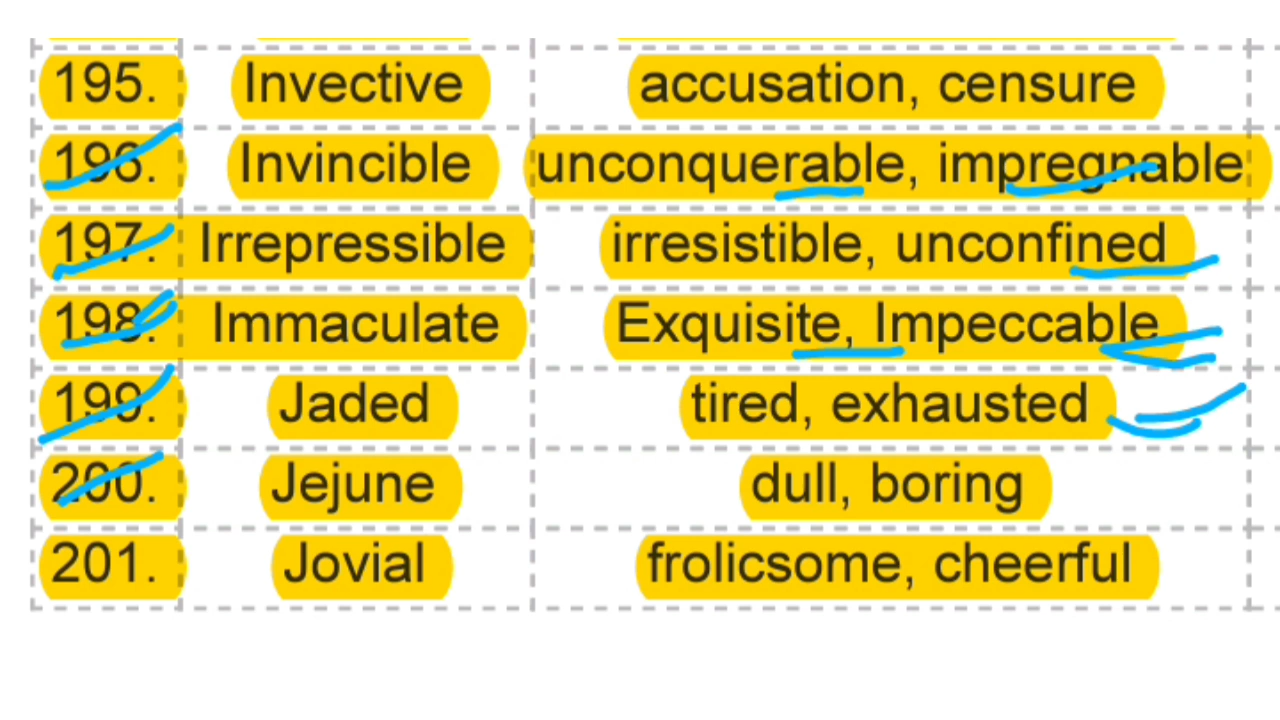 195. Invective accusation, censure
196. Invincible unconquerable, impregnable
197. Irrepressible irresistible, unconfined
198. Immaculate Exquisite, Impeccable
199. Jaded tired, exhausted
200. Jejune dull, boring
201. Jovial frolicsome, cheerful